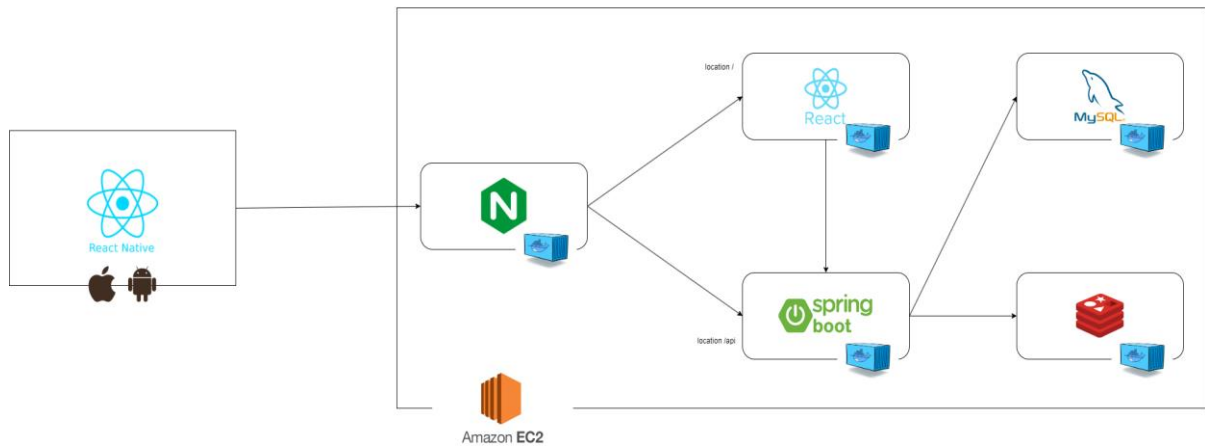 location /
React
MySQL
React Native
N
spring
boot
location /api
Amazon EC2